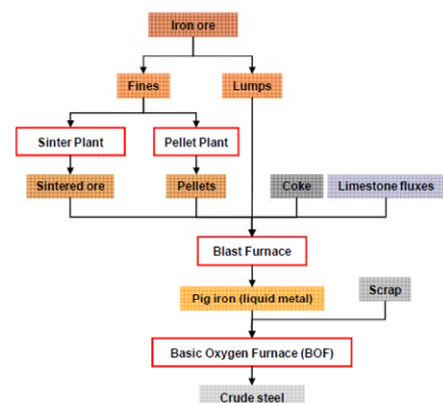 Iron ore
Fines
Lumps
Sinter Plant
Pellet Plant
Sintered ore
Pellets
Coke
Limestone fluxes
Blast Furnace
Pig iron (liquid metal)
Scrap
Basic Oxygen Furnace (BOF)
Crude steel